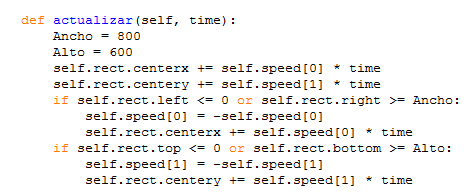 def actualizar(self, time):
    Ancho = 800
    Alto = 600
    self.rect.centerx += self.speed[0] * time
    self.rect.centery += self.speed[1] * time
    if self.rect.left <= 0 or self.rect.right >= Ancho:
        self.speed[0] = -self.speed[0]
        self.rect.centerx += self.speed[0] * time
    if self.rect.top <= 0 or self.rect.bottom >= Alto:
        self.speed[1] = -self.speed[1]
        self.rect.centery += self.speed[1] * time